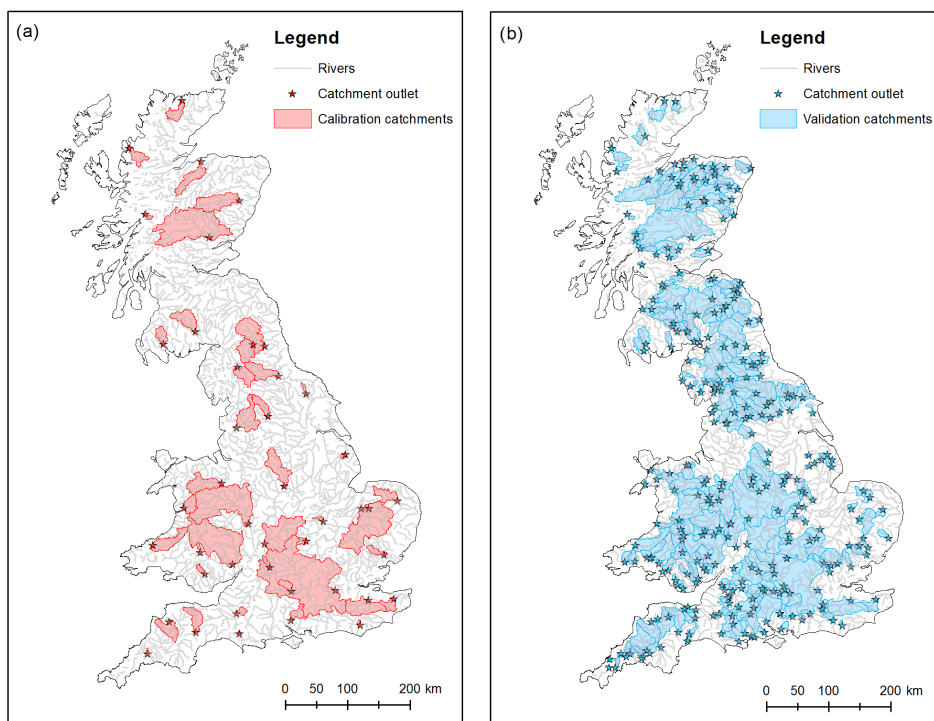 (a)
Legend
Rivers
Catchment outlet
Calibration catchments
0 50 100 200 km
(b)
Legend
Rivers
Catchment outlet
Validation catchments
0 50 100 200 km